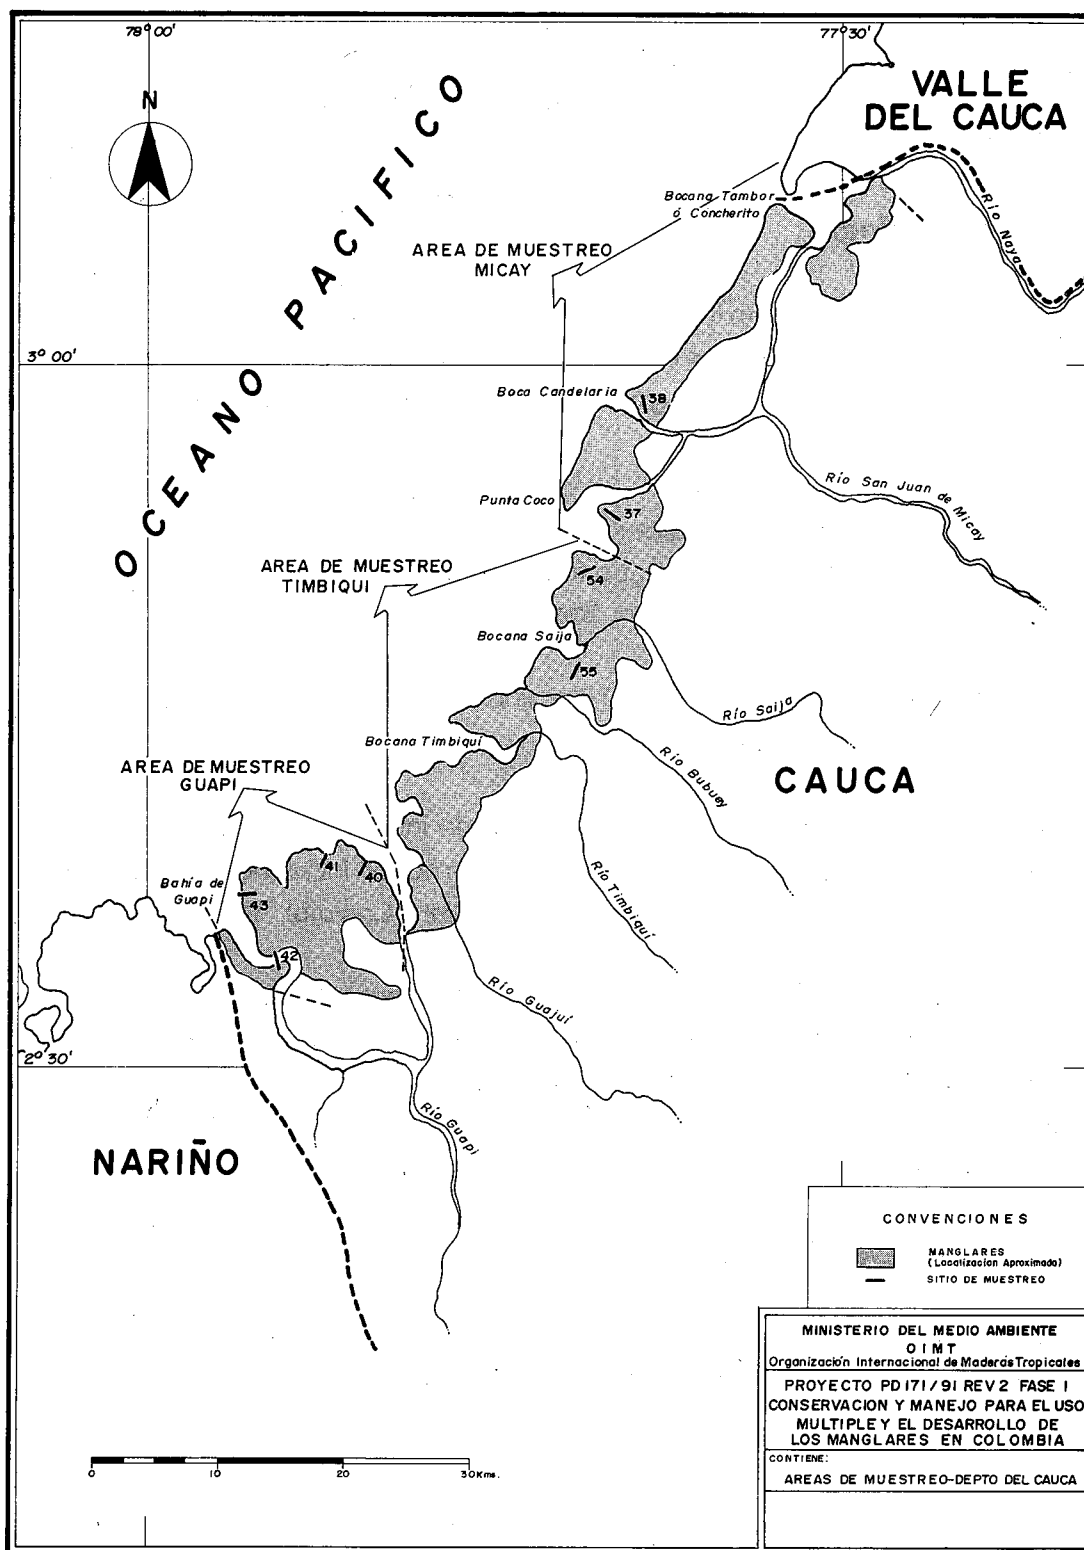 78° 00'
77° 30'
N
OCEANO PACIFICO
VALLE
DEL CAUCA
Bocana Tambor
ó Concherito
Río Naya
AREA DE MUESTREO
MICAY
3° 00'
Boca Candelaria
38
Punta Coco
37
Río San Juan de Micay
AREA DE MUESTREO
TIMBIQUI
54
Bocana Saija
55
Río Saija
Bocana Timbiquí
Río Bubuey
CAUCA
AREA DE MUESTREO
GUAPI
41
40
Bahía de
Guapi
43
42
Río Timbiquí
Río Guajuí
2° 30'
Río Guapi
NARIÑO
CONVENCIONES
MANGLARES
(Localizacion Aproximada)
SITIO DE MUESTREO
MINISTERIO DEL MEDIO AMBIENTE
OIMT
Organización Internacional de Maderas Tropicales
PROYECTO PD 171/91 REV 2 FASE I
CONSERVACION Y MANEJO PARA EL USO
MULTIPLE Y EL DESARROLLO DE
LOS MANGLARES EN COLOMBIA
CONTIENE:
AREAS DE MUESTREO-DEPTO DEL CAUCA
0 10 20 30 Kms.